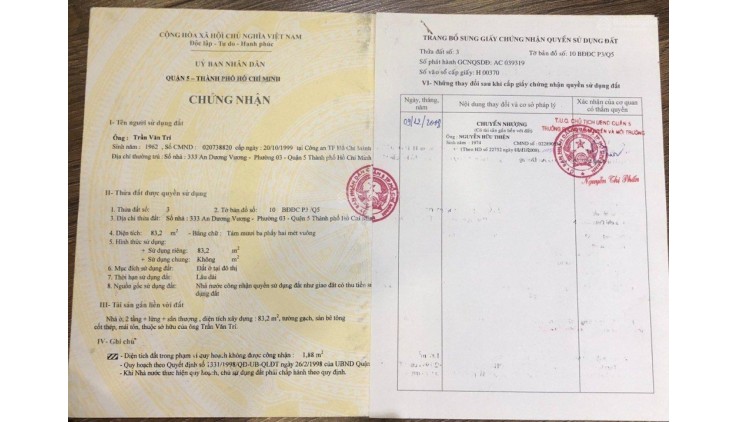 CỘNG HÒA XÃ HỘI CHỦ NGHĨA VIỆT NAM
Độc lập - Tự do - Hạnh phúc
UỶ BAN NHÂN DÂN
QUẬN 5 - THÀNH PHỐ HỒ CHÍ MINH
CHỨNG NHẬN
I- Tên người sử dụng đất
Ông : Trần Văn Trí
Sinh năm : 1962 , Số CMND : 020738820 cấp ngày : 20/10/1999 tại Công an TP Hồ Chí Minh
Địa chỉ thường trú : Số nhà : 333 An Dương Vương - Phường 03 - Quận 5 Thành phố Hồ Chí Minh
II - Thửa đất được quyền sử dụng
1. Thửa đất số: 3 2. Tờ bản đồ số: 10 BĐĐC P3/Q5
3. Địa chỉ thửa đất: Số nhà : 333 An Dương Vương - Phường 03 - Quận 5 Thành phố Hồ Chí Minh
4. Diện tích: 83,2 m² - Bằng chữ : Tám mươi ba phẩy hai mét vuông
5. Hình thức sử dụng:
+ Sử dụng riêng: 83,2 m²
+ Sử dụng chung: Không m²
6. Mục đích sử dụng đất: Đất ở tại đô thị
7. Thời hạn sử dụng đất: Lâu dài
8. Nguồn gốc sử dụng đất: Nhà nước công nhận quyền sử dụng đất như giao đất có thu tiền sử
dụng đất
III- Tài sản gắn liền với đất
Nhà ở, 2 tầng + lửng + sân thượng , diện tích xây dựng : 83,2 m², tường gạch, sàn bê tông
cốt thép, mái tôn, thuộc sở hữu của ông Trần Văn Trí.
IV- Ghi chú
- Diện tích đất trong phạm vi quy hoạch không được công nhận : 1,88 m²
- Quy hoạch theo Quyết định số 1331/1998/QĐ-UB-QLĐT ngày 26/2/1998 của UBND Quận
- Khi Nhà nước thực hiện quy hoạch, chủ sử dụng đất phải chấp hành theo quy định.
TRANG BỔ SUNG GIẤY CHỨNG NHẬN QUYỀN SỬ DỤNG ĐẤT
Thửa đất số: 3 Tờ bản đồ số: 10 BĐĐC P3/Q5
Số phát hành GCNQSDĐ: AC 039319
Số vào sổ cấp giấy: H 00370
VI- Những thay đổi sau khi cấp giấy chứng nhận quyền sử dụng đất
Ngày, tháng, năm
Nội dung thay đổi và cơ sở pháp lý
Xác nhận của cơ quan có thẩm quyền
CHUYỂN NHƯỢNG
Ông: NGUYỄN HỮU THIỆN
Sinh năm : 1974 CMND số :
T.U.Q CHỦ TỊCH UBND QUẬN 5
Nguyễn Thị Phấn